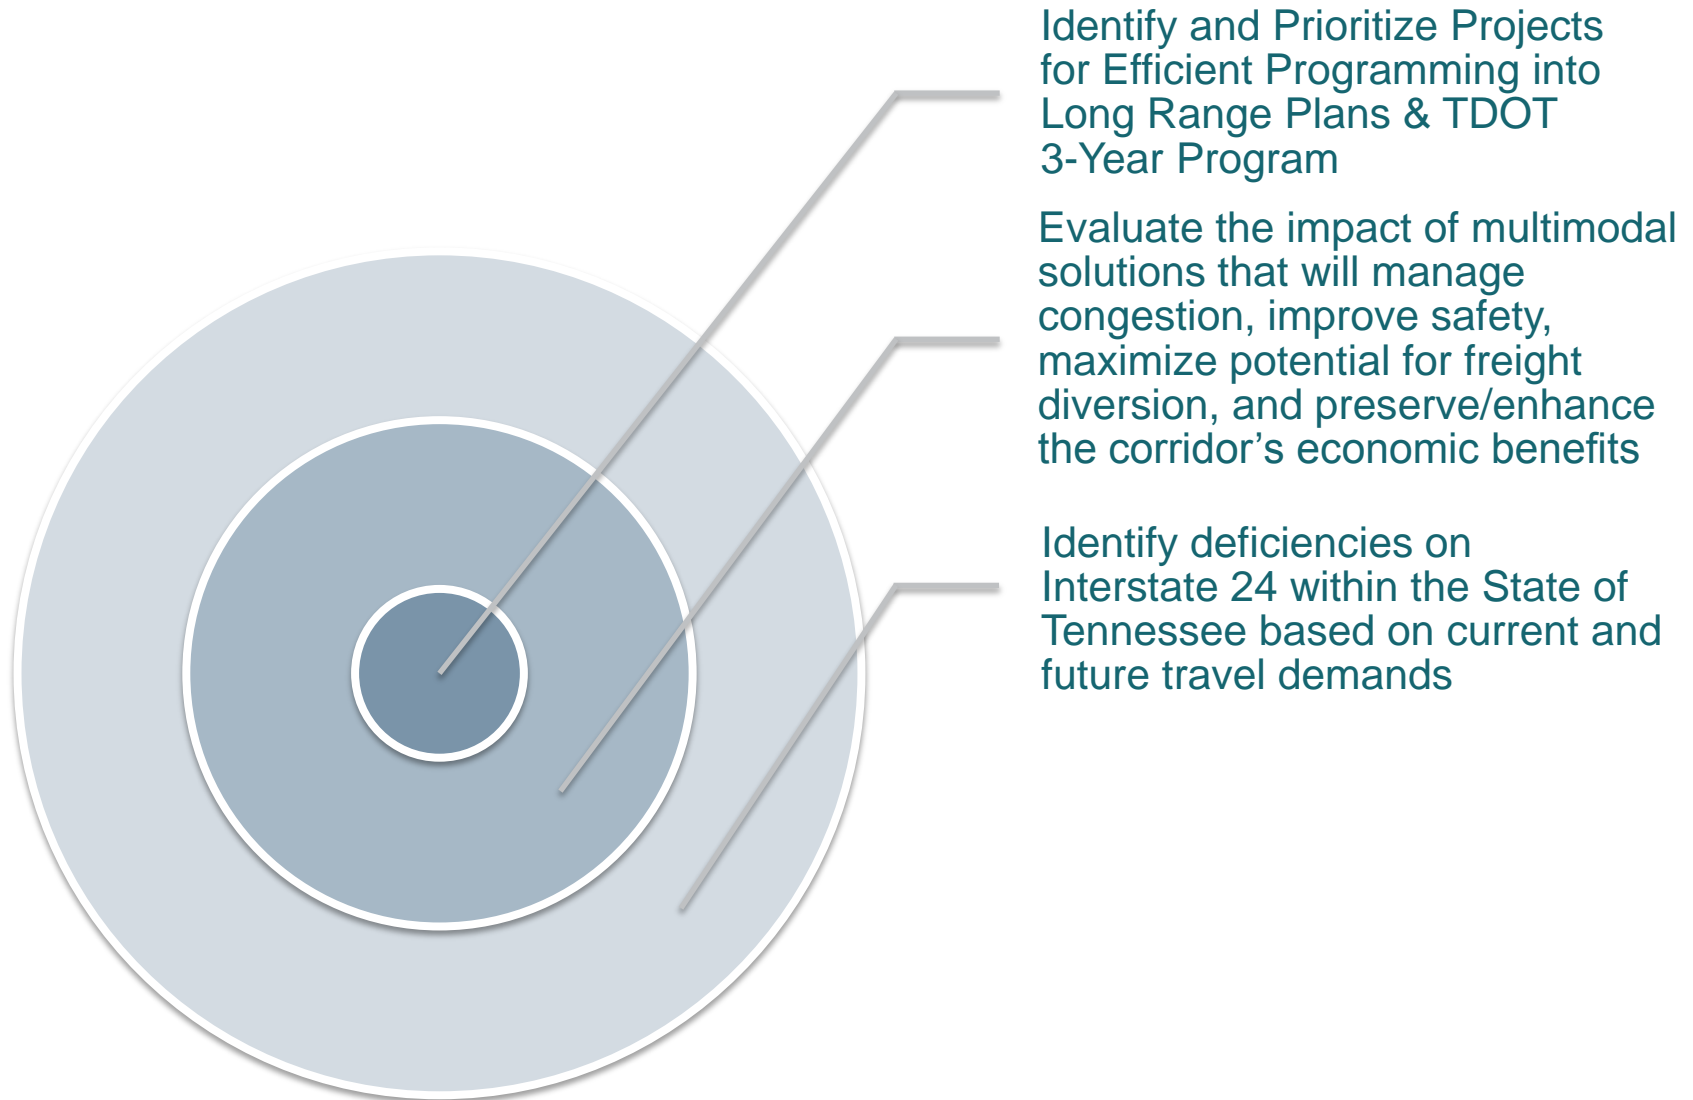 Identify and Prioritize Projects
for Efficient Programming into
Long Range Plans & TDOT
3-Year Program
Evaluate the impact of multimodal
solutions that will manage
congestion, improve safety,
maximize potential for freight
diversion, and preserve/enhance
the corridor’s economic benefits
Identify deficiencies on
Interstate 24 within the State of
Tennessee based on current and
future travel demands